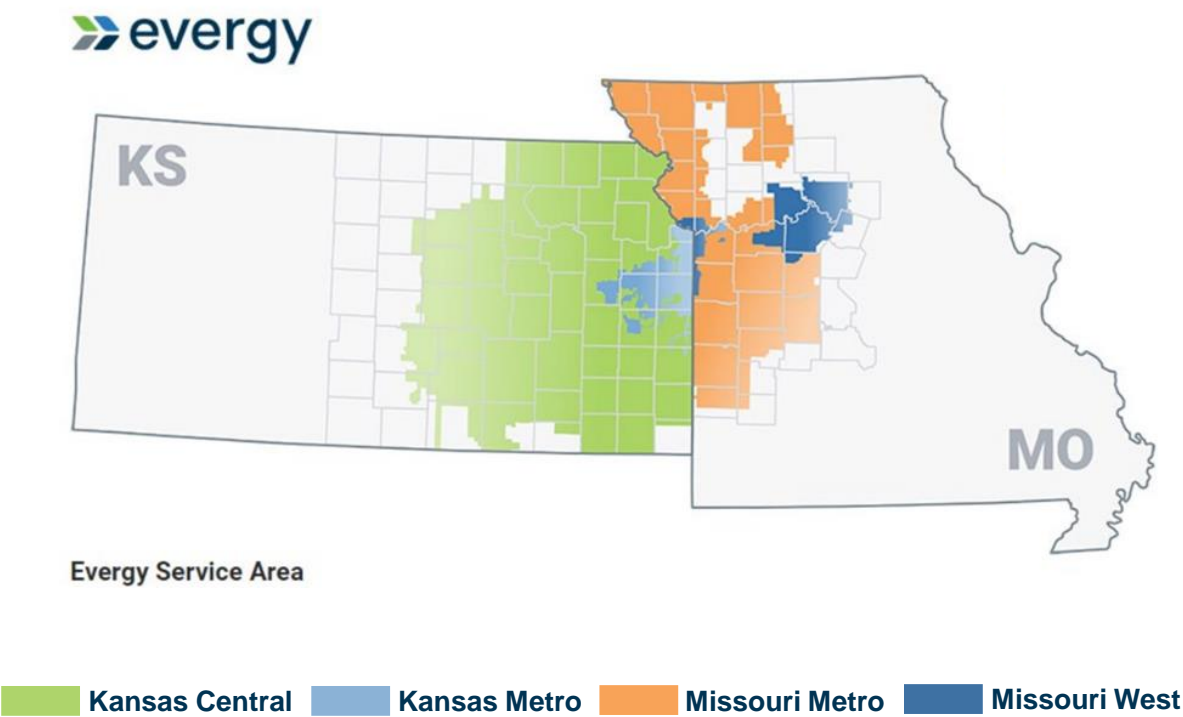 evergy
KS
MO
Evergy Service Area
Kansas Central Kansas Metro Missouri Metro Missouri West